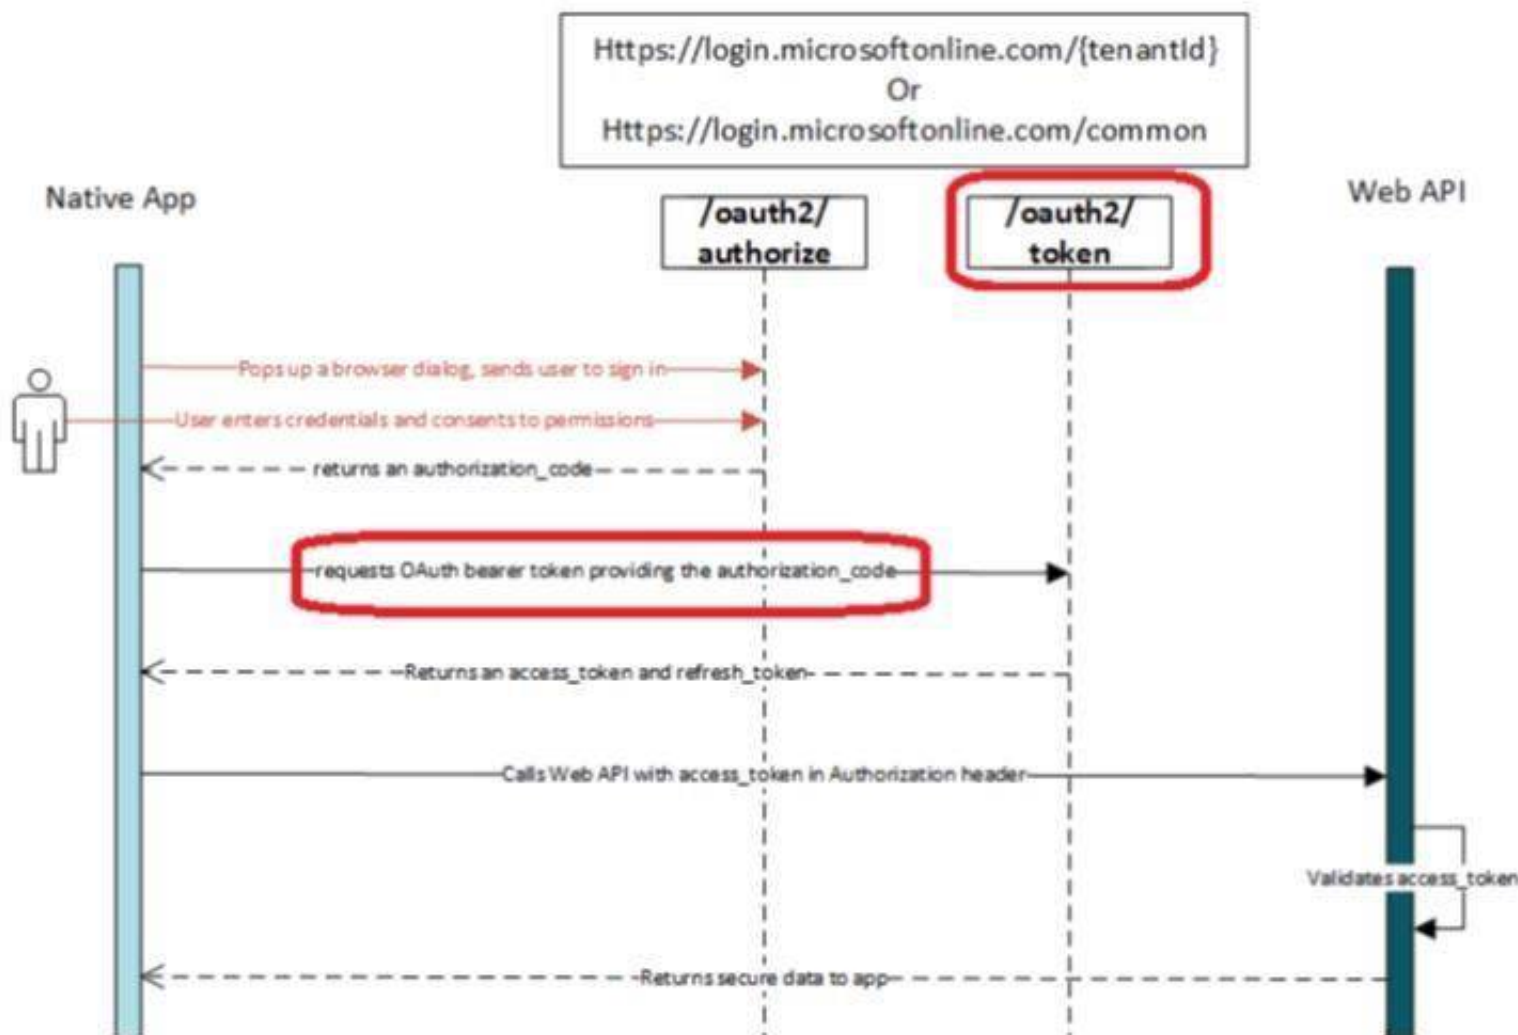 Https://login.microsoftonline.com/{tenantId}
Or
Https://login.microsoftonline.com/common
Native App
/oauth2/
authorize
/oauth2/
token
Web API
Pops up a browser dialog, sends user to sign in
User enters credentials and consents to permissions
returns an authorization_code
requests OAuth bearer token providing the authorization_code
Returns an access_token and refresh_token
Calls Web API with access_token in Authorization header
Validates access_token
Returns secure data to app